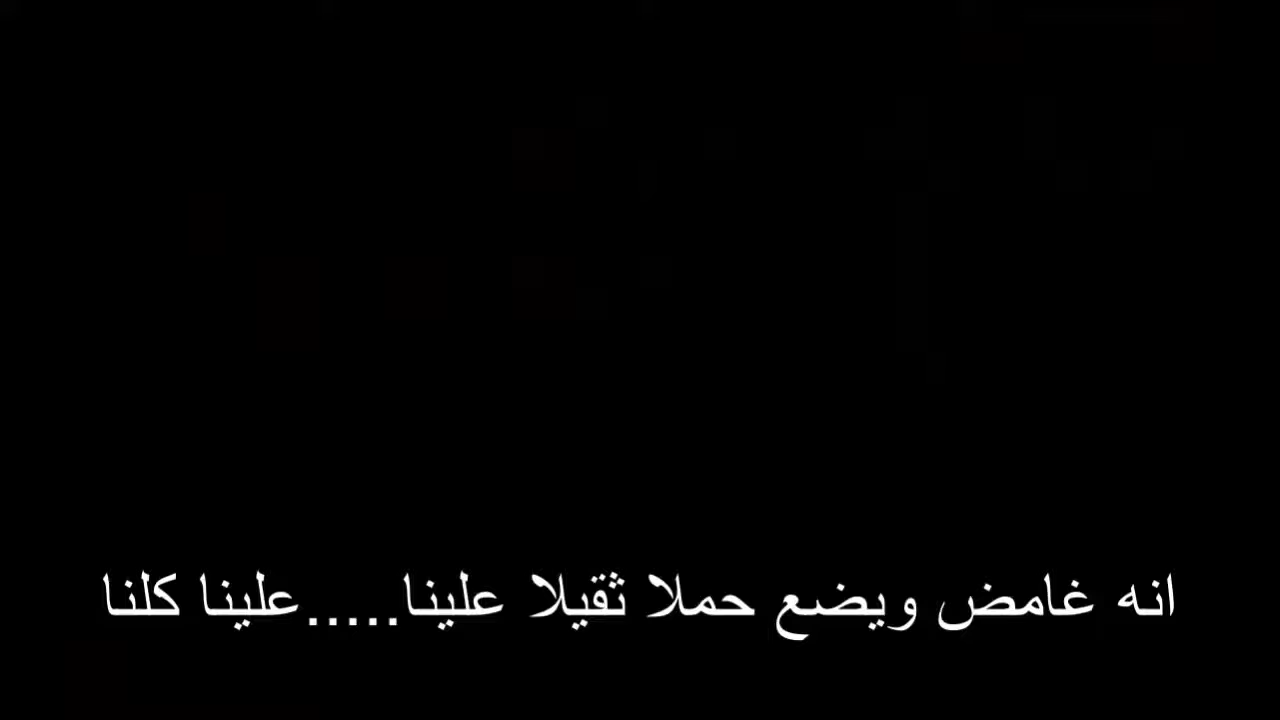 انه غامض ويضع حملا ثقيلا علينا.....علينا كلنا